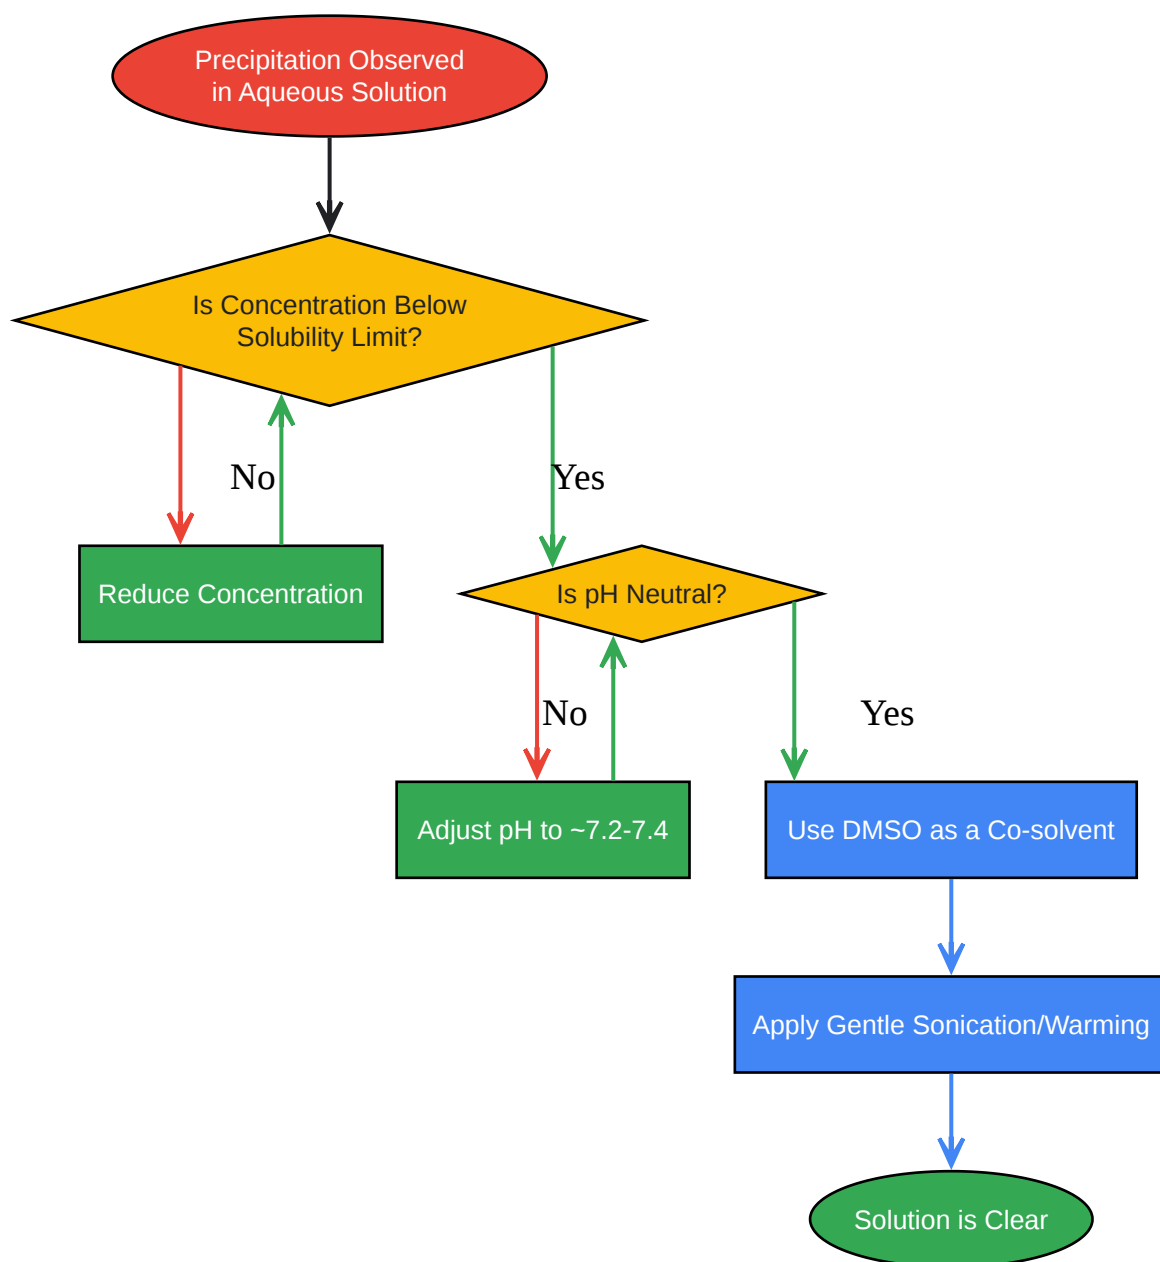 Precipitation Observed
in Aqueous Solution
Is Concentration Below
Solubility Limit?
No
Yes
Reduce Concentration
Is pH Neutral?
No
Yes
Adjust pH to ~7.2-7.4
Use DMSO as a Co-solvent
Apply Gentle Sonication/Warming
Solution is Clear